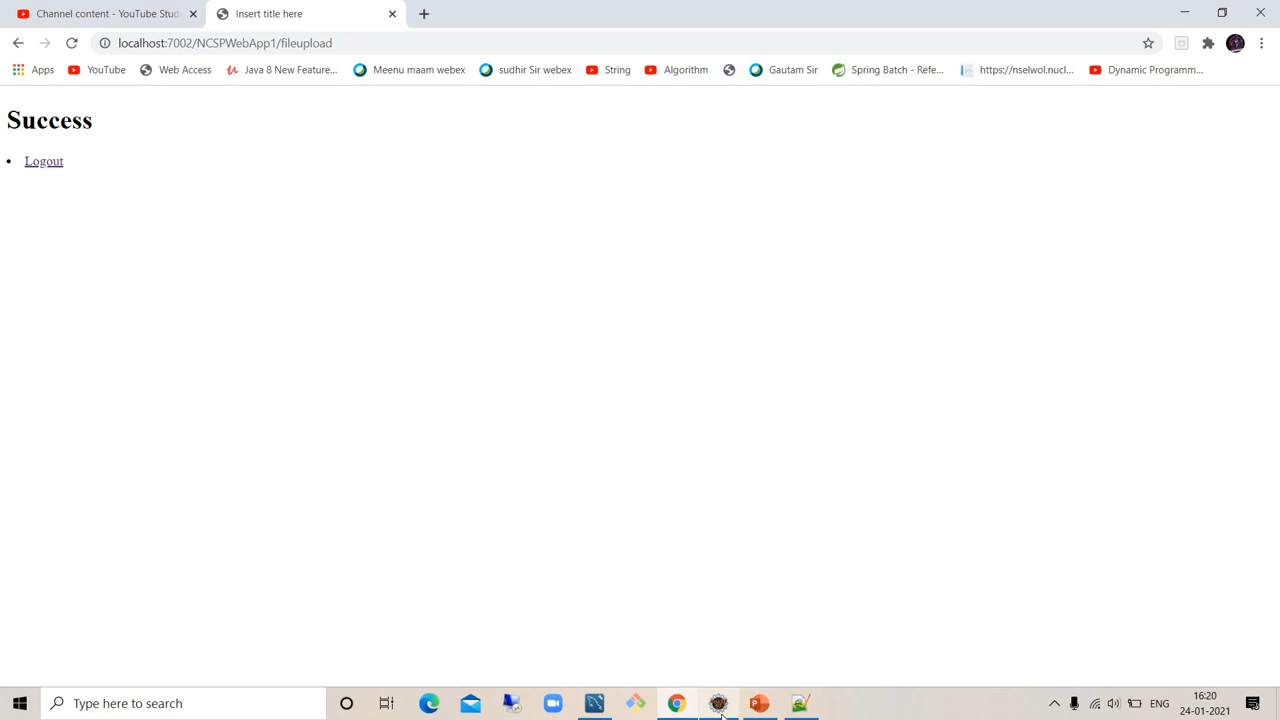 Channel content - YouTube Stud
Insert title here
localhost:7002/NCSPWebApp1/fileupload
Apps
YouTube
Web Access
Java 8 New Feature...
Meenm maam webex
sudhir Sir webex
String
Algorithm
Gautam Sir
Spring Batch - Refe...
https://nselwol.nucl...
Dynamic Programm...
Success
• Logout
Type here to search
ENG
16:20
24-01-2021